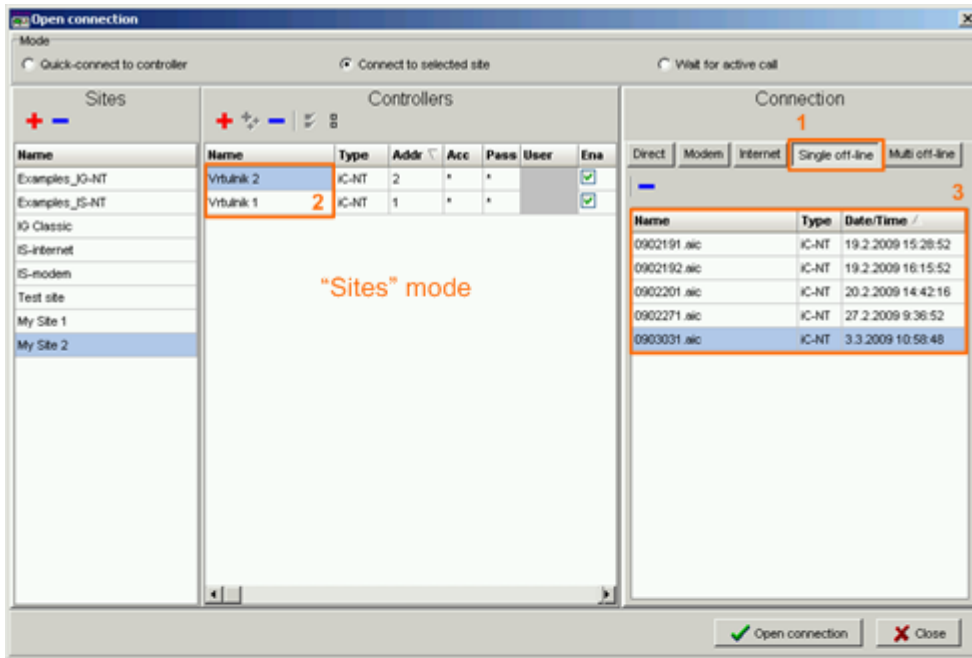 Open connection
Mode
Quick-connect to controller Connect to selected site Wait for active call
Sites
Name
Examples_IG-NT
Examples_IS-NT
IG Classic
IS-internet
IS-modem
Test site
My Site 1
My Site 2
Controllers
Name Type Addr Acc Pass User Ena
Vrtulnik 2 iC-NT 2 * *
Vrtulnik 1 iC-NT 1 * *
2
“Sites” mode
Connection
1
Direct Modem Internet Single off-line Multi off-line
3
Name Type Date/Time
0902191.aic iC-NT 19.2.2009 15:28:52
0902192.aic iC-NT 19.2.2009 16:15:52
0902201.aic iC-NT 20.2.2009 14:42:16
0902271.aic iC-NT 27.2.2009 9:36:52
0903031.aic iC-NT 3.3.2009 10:58:48
Open connection Close